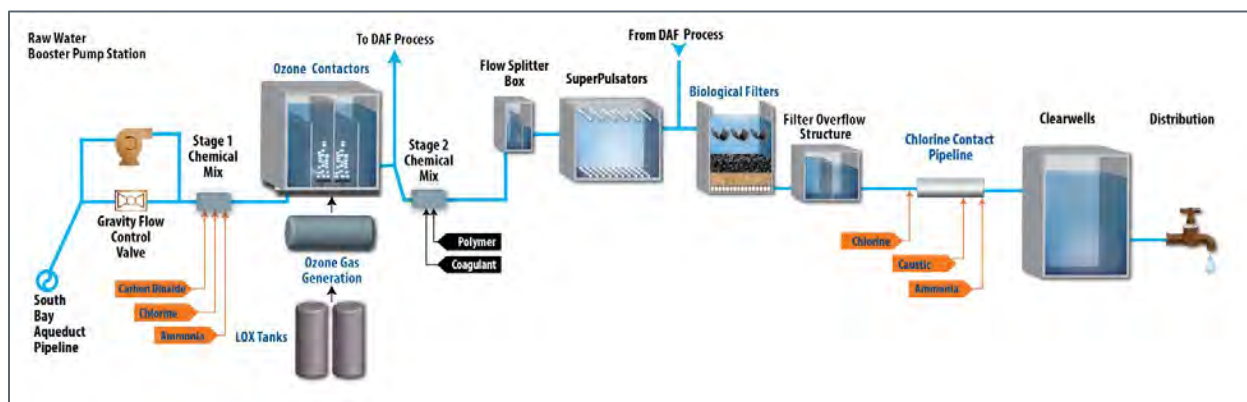 Raw Water
Booster Pump Station
Gravity Flow
Control
Valve
South
Bay
Aqueduct
Pipeline
Stage 1
Chemical
Mix
Carbon Dioxide
Chlorine
Ammonia
Ozone Contactors
Ozone Gas
Generation
LOX Tanks
To DAF Process
Stage 2
Chemical
Mix
Polymer
Coagulant
Flow Splitter
Box
SuperPulsators
From DAF Process
Biological Filters
Filter Overflow
Structure
Chlorine Contact
Pipeline
Chlorine
Caustic
Ammonia
Clearwells
Distribution